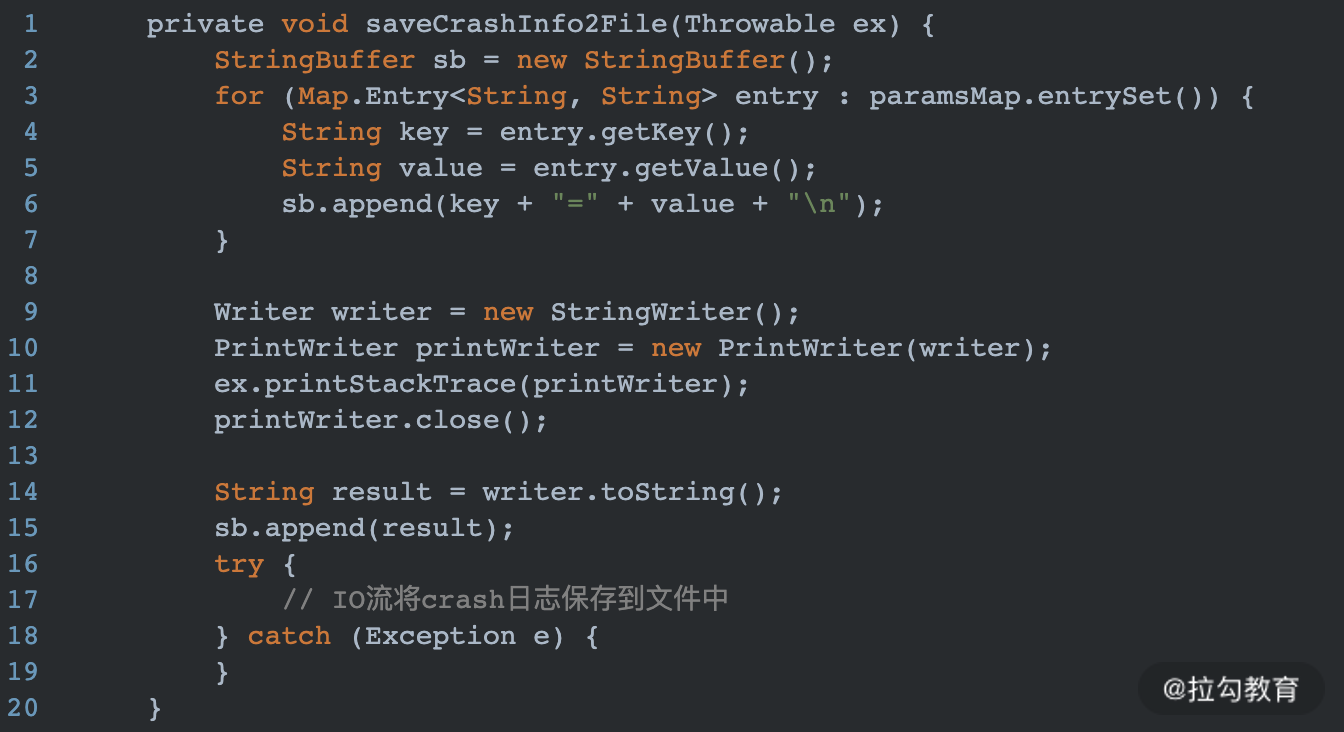 1 private void saveCrashInfo2File(Throwable ex) {
2 StringBuffer sb = new StringBuffer();
3 for (Map.Entry<String, String> entry : paramsMap.entrySet()) {
4 String key = entry.getKey();
5 String value = entry.getValue();
6 sb.append(key + "=" + value + "\n");
7 }
8
9 Writer writer = new StringWriter();
10 PrintWriter printWriter = new PrintWriter(writer);
11 ex.printStackTrace(printWriter);
12 printWriter.close();
13
14 String result = writer.toString();
15 sb.append(result);
16 try {
17 // IO流将crash日志保存到文件中
18 } catch (Exception e) {
19 }
20 }
@拉勾教育